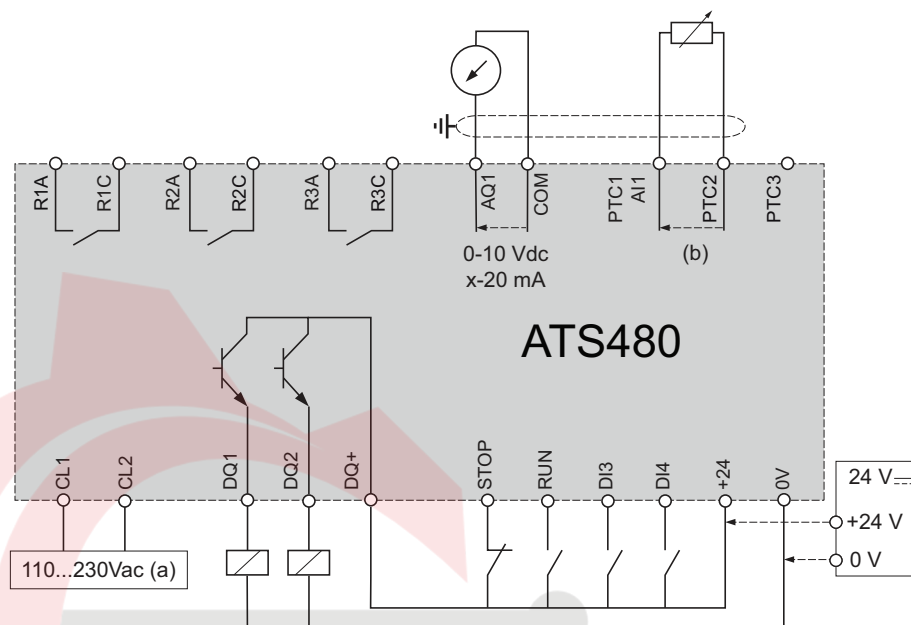 R1A
R1C
R2A
R2C
R3A
R3C
AQ1
COM
PTC1
AI1
PTC2
PTC3
0-10 Vdc
x-20 mA
(b)
ATS480
CL1
CL2
DQ1
DQ2
DQ+
STOP
RUN
DI3
DI4
+24
0V
24 V
+24 V
0 V
110...230Vac (a)